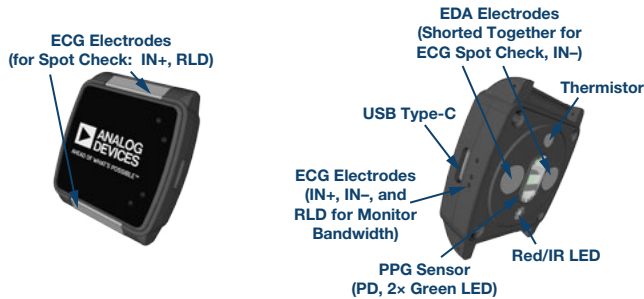 ECG Electrodes
(for Spot Check: IN+, RLD)
ANALOG
DEVICES
AHEAD OF WHAT'S POSSIBLE™
EDA Electrodes
(Shorted Together for
ECG Spot Check, IN–)
Thermistor
USB Type-C
ECG Electrodes
(IN+, IN–, and
RLD for Monitor
Bandwidth)
Red/IR LED
PPG Sensor
(PD, 2× Green LED)